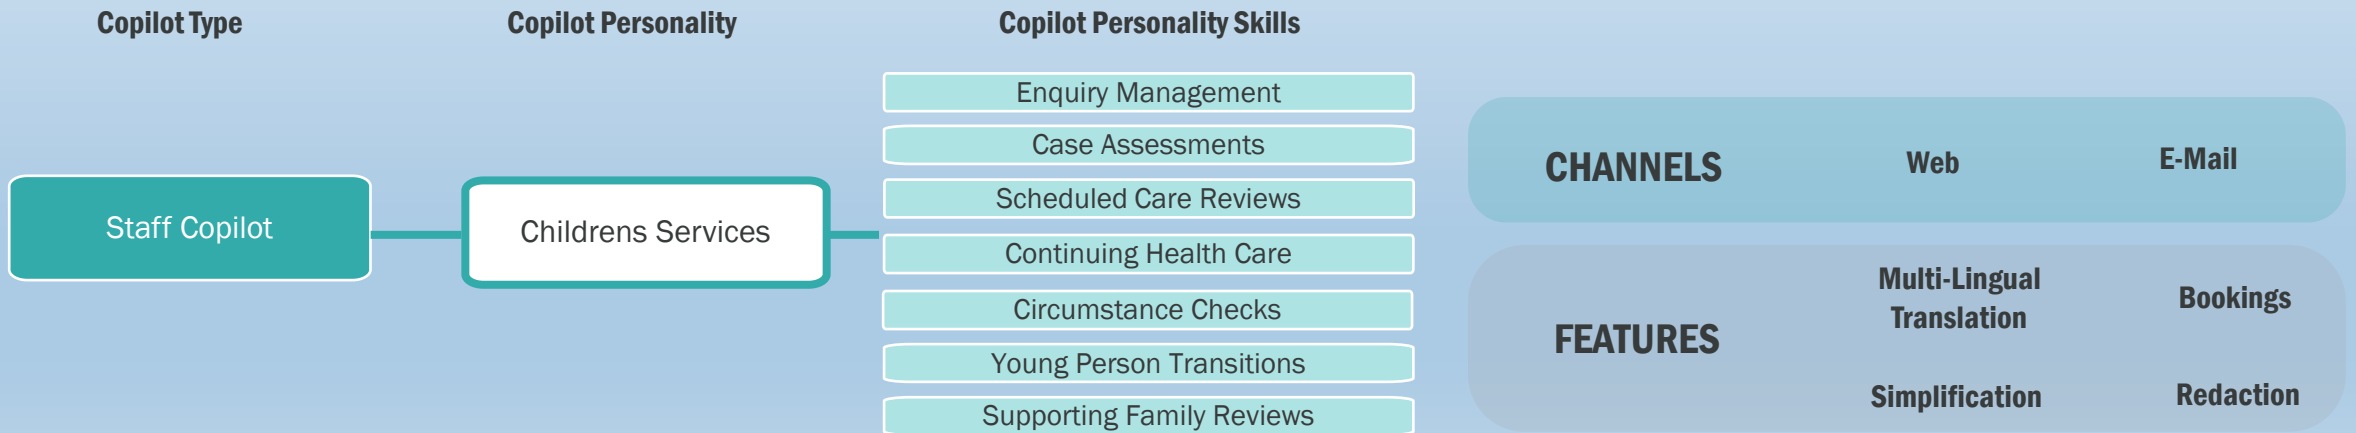 Copilot Type
Copilot Personality
Copilot Personality Skills
Staff Copilot
Childrens Services
Enquiry Management
Case Assessments
Scheduled Care Reviews
Continuing Health Care
Circumstance Checks
Young Person Transitions
Supporting Family Reviews
CHANNELS
Web
E-Mail
FEATURES
Multi-Lingual
Translation
Bookings
Simplification
Redaction